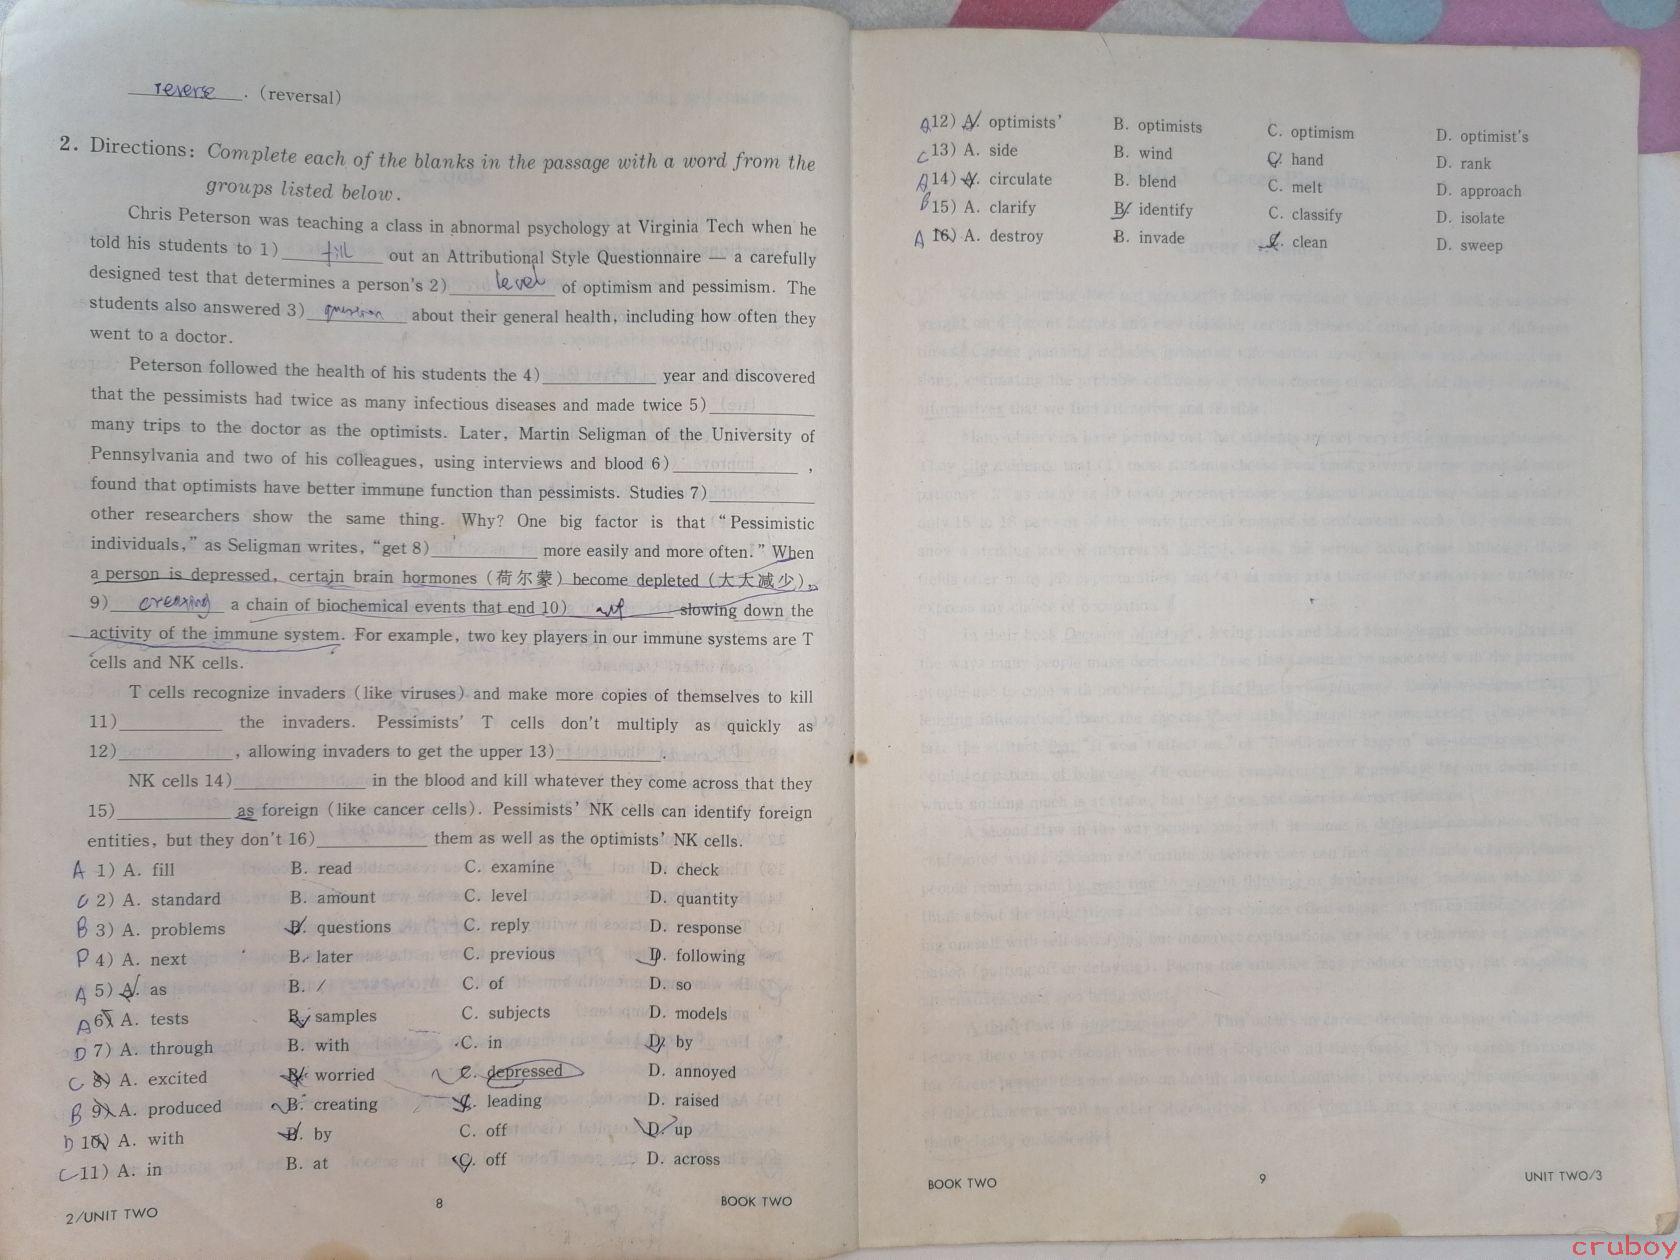 reverse . (reversal)
2. Directions: Complete each of the blanks in the passage with a word from the
groups listed below.
Chris Peterson was teaching a class in abnormal psychology at Virginia Tech when he
told his students to 1) fill out an Attributional Style Questionnaire — a carefully
designed test that determines a person's 2) level of optimism and pessimism. The
students also answered 3) question about their general health, including how often they
went to a doctor.
Peterson followed the health of his students the 4)__________ year and discovered
that the pessimists had twice as many infectious diseases and made twice 5)__________
many trips to the doctor as the optimists. Later, Martin Seligman of the University of
Pennsylvania and two of his colleagues, using interviews and blood 6)__________ ,
found that optimists have better immune function than pessimists. Studies 7)__________
other researchers show the same thing. Why? One big factor is that “Pessimistic
individuals,” as Seligman writes, “get 8)__________ more easily and more often.” When
a person is depressed, certain brain hormones (荷尔蒙) become depleted (大大减少),
9) creating a chain of biochemical events that end 10) up slowing down the
activity of the immune system. For example, two key players in our immune systems are T
cells and NK cells.
T cells recognize invaders (like viruses) and make more copies of themselves to kill
11)__________ the invaders. Pessimists' T cells don't multiply as quickly as
12)__________ , allowing invaders to get the upper 13)__________.
NK cells 14)__________ in the blood and kill whatever they come across that they
15)__________ as foreign (like cancer cells). Pessimists' NK cells can identify foreign
entities, but they don't 16)__________ them as well as the optimists' NK cells.
A 1) A. fill B. read C. examine D. check
C 2) A. standard B. amount C. level D. quantity
B 3) A. problems B. questions C. reply D. response
D 4) A. next B. later C. previous D. following
A 5) A. as B. / C. of D. so
A 6) A. tests B. samples C. subjects D. models
D 7) A. through B. with C. in D. by
C 8) A. excited B. worried C. depressed D. annoyed
B 9) A. produced B. creating C. leading D. raised
D 10) A. with B. by C. off D. up
C 11) A. in B. at C. off D. across
2/UNIT TWO 8 BOOK TWO
A 12) A. optimists' B. optimists C. optimism D. optimist's
C 13) A. side B. wind C. hand D. rank
A 14) A. circulate B. blend C. melt D. approach
B 15) A. clarify B. identify C. classify D. isolate
A 16) A. destroy B. invade C. clean D. sweep
BOOK TWO 9 UNIT TWO/3
cruboy